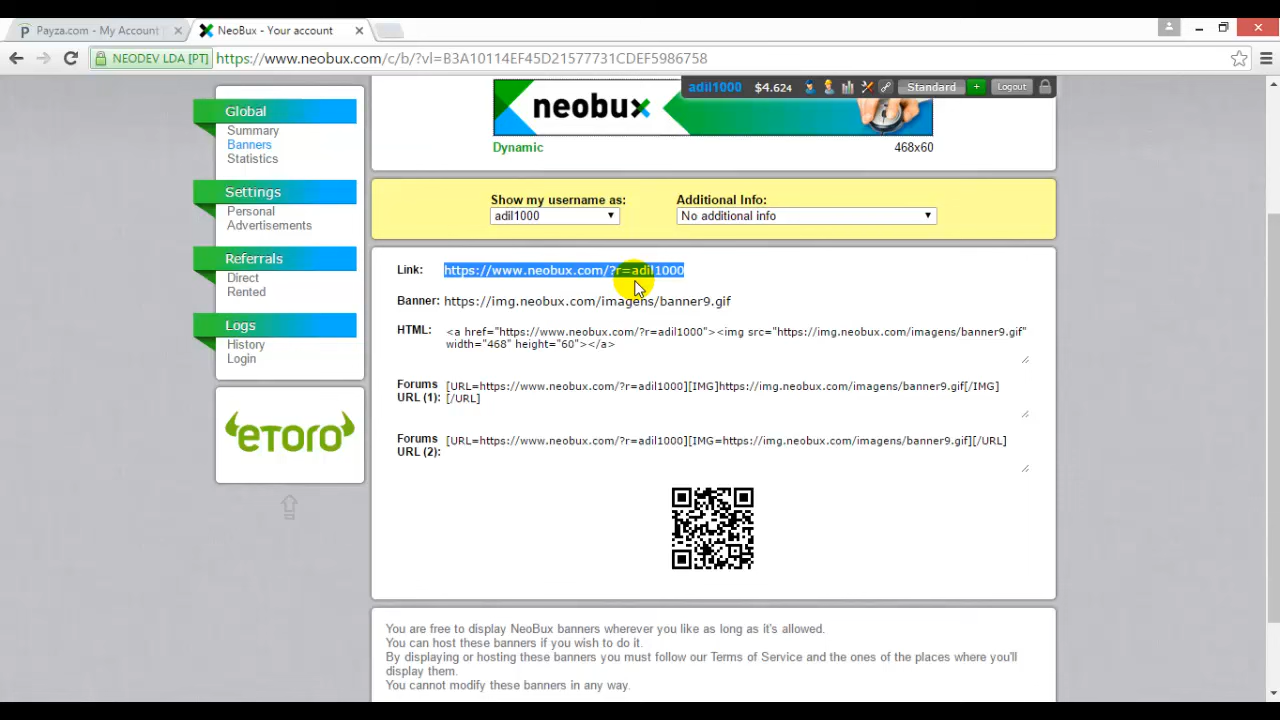 Payza.com - My Account
NeoBux - Your account
NEODEV LDA [PT]
https://www.neobux.com/c/b/?vl=B3A10114EF45D21577731CDEF5986758
adil1000 $4.624 Standard + Logout
neobux
Dynamic 468x60
Global
Summary
Banners
Statistics
Settings
Personal
Advertisements
Referrals
Direct
Rented
Logs
History
Login
eToro
Show my username as: Additional Info:
adil1000 No additional info
Link: https://www.neobux.com/?r=adil1000
Banner: https://img.neobux.com/imagens/banner9.gif
HTML: <a href="https://www.neobux.com/?r=adil1000"><img src="https://img.neobux.com/imagens/banner9.gif"
width="468" height="60"></a>
Forums [URL=https://www.neobux.com/?r=adil1000][IMG]https://img.neobux.com/imagens/banner9.gif[/IMG]
URL (1): [/URL]
Forums [URL=https://www.neobux.com/?r=adil1000][IMG=https://img.neobux.com/imagens/banner9.gif][/URL]
URL (2):
You are free to display NeoBux banners wherever you like as long as it's allowed.
You can host these banners if you wish to do it.
By displaying or hosting these banners you must follow our Terms of Service and the ones of the places where you'll
display them.
You cannot modify these banners in any way.